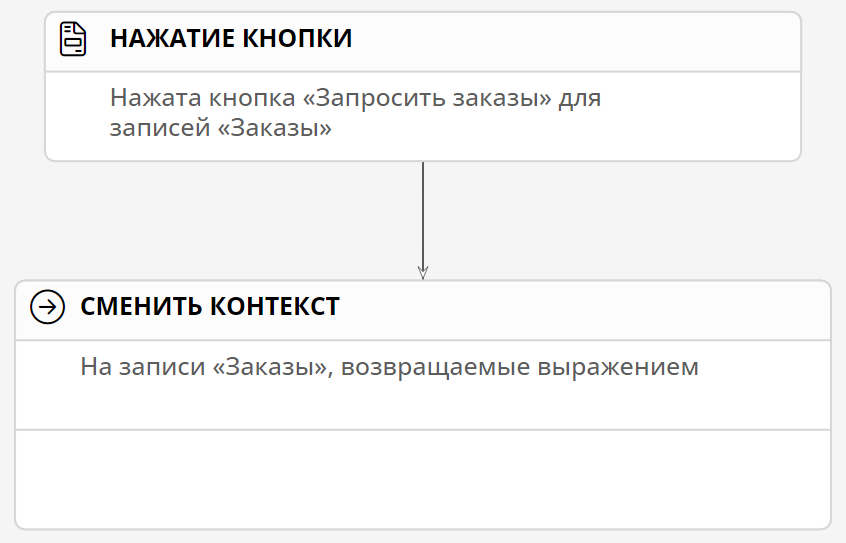 НАЖАТИЕ КНОПКИ
Нажата кнопка «Запросить заказы» для
записей «Заказы»
СМЕНИТЬ КОНТЕКСТ
На записи «Заказы», возвращаемые выражением